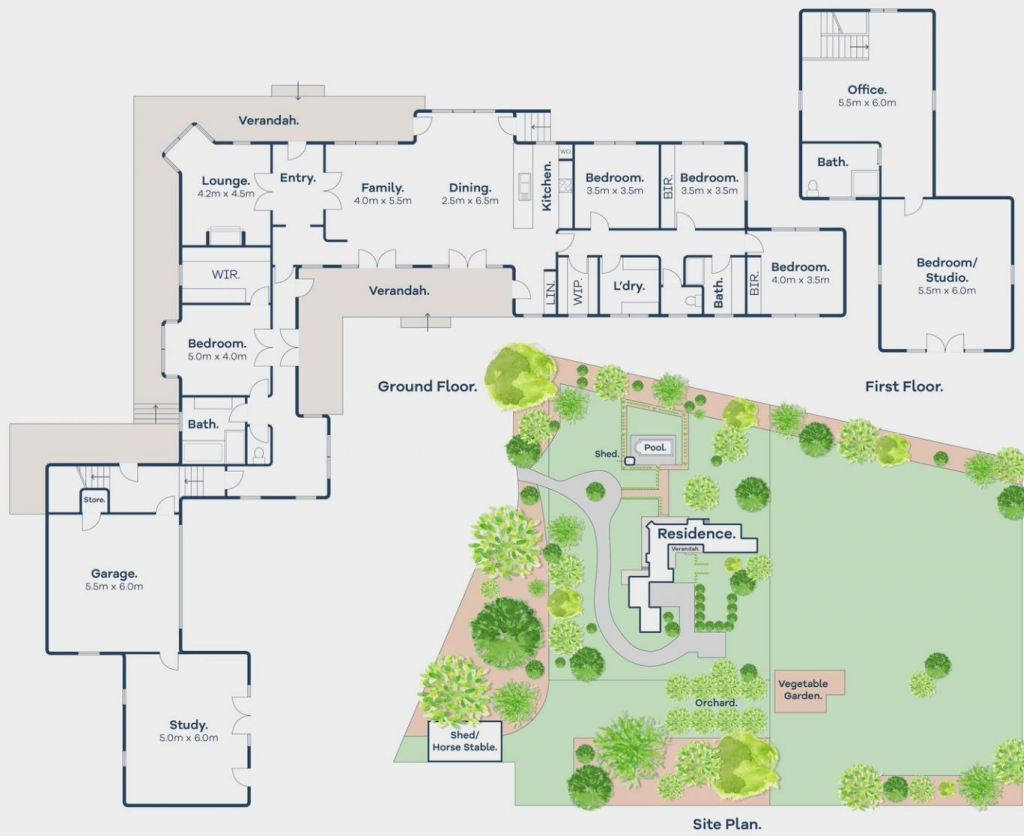 Verandah.
Lounge.
4.2m x 4.5m
Entry.
Family.
4.0m x 5.5m
Dining.
2.5m x 6.5m
Kitchen.
WO.
Bedroom.
3.5m x 3.5m
BIR.
Bedroom.
3.5m x 3.5m
WIR.
Verandah.
LIN.
WIP.
L'dry.
Bath.
BIR.
Bedroom.
4.0m x 3.5m
Bedroom.
5.0m x 4.0m
Bath.
Store.
Garage.
5.5m x 6.0m
Study.
5.0m x 6.0m
Ground Floor.
Office.
5.5m x 6.0m
Bath.
Bedroom/
Studio.
5.5m x 6.0m
First Floor.
Shed.
Pool.
Residence.
Verandah.
Orchard.
Vegetable
Garden.
Shed/
Horse Stable.
Site Plan.